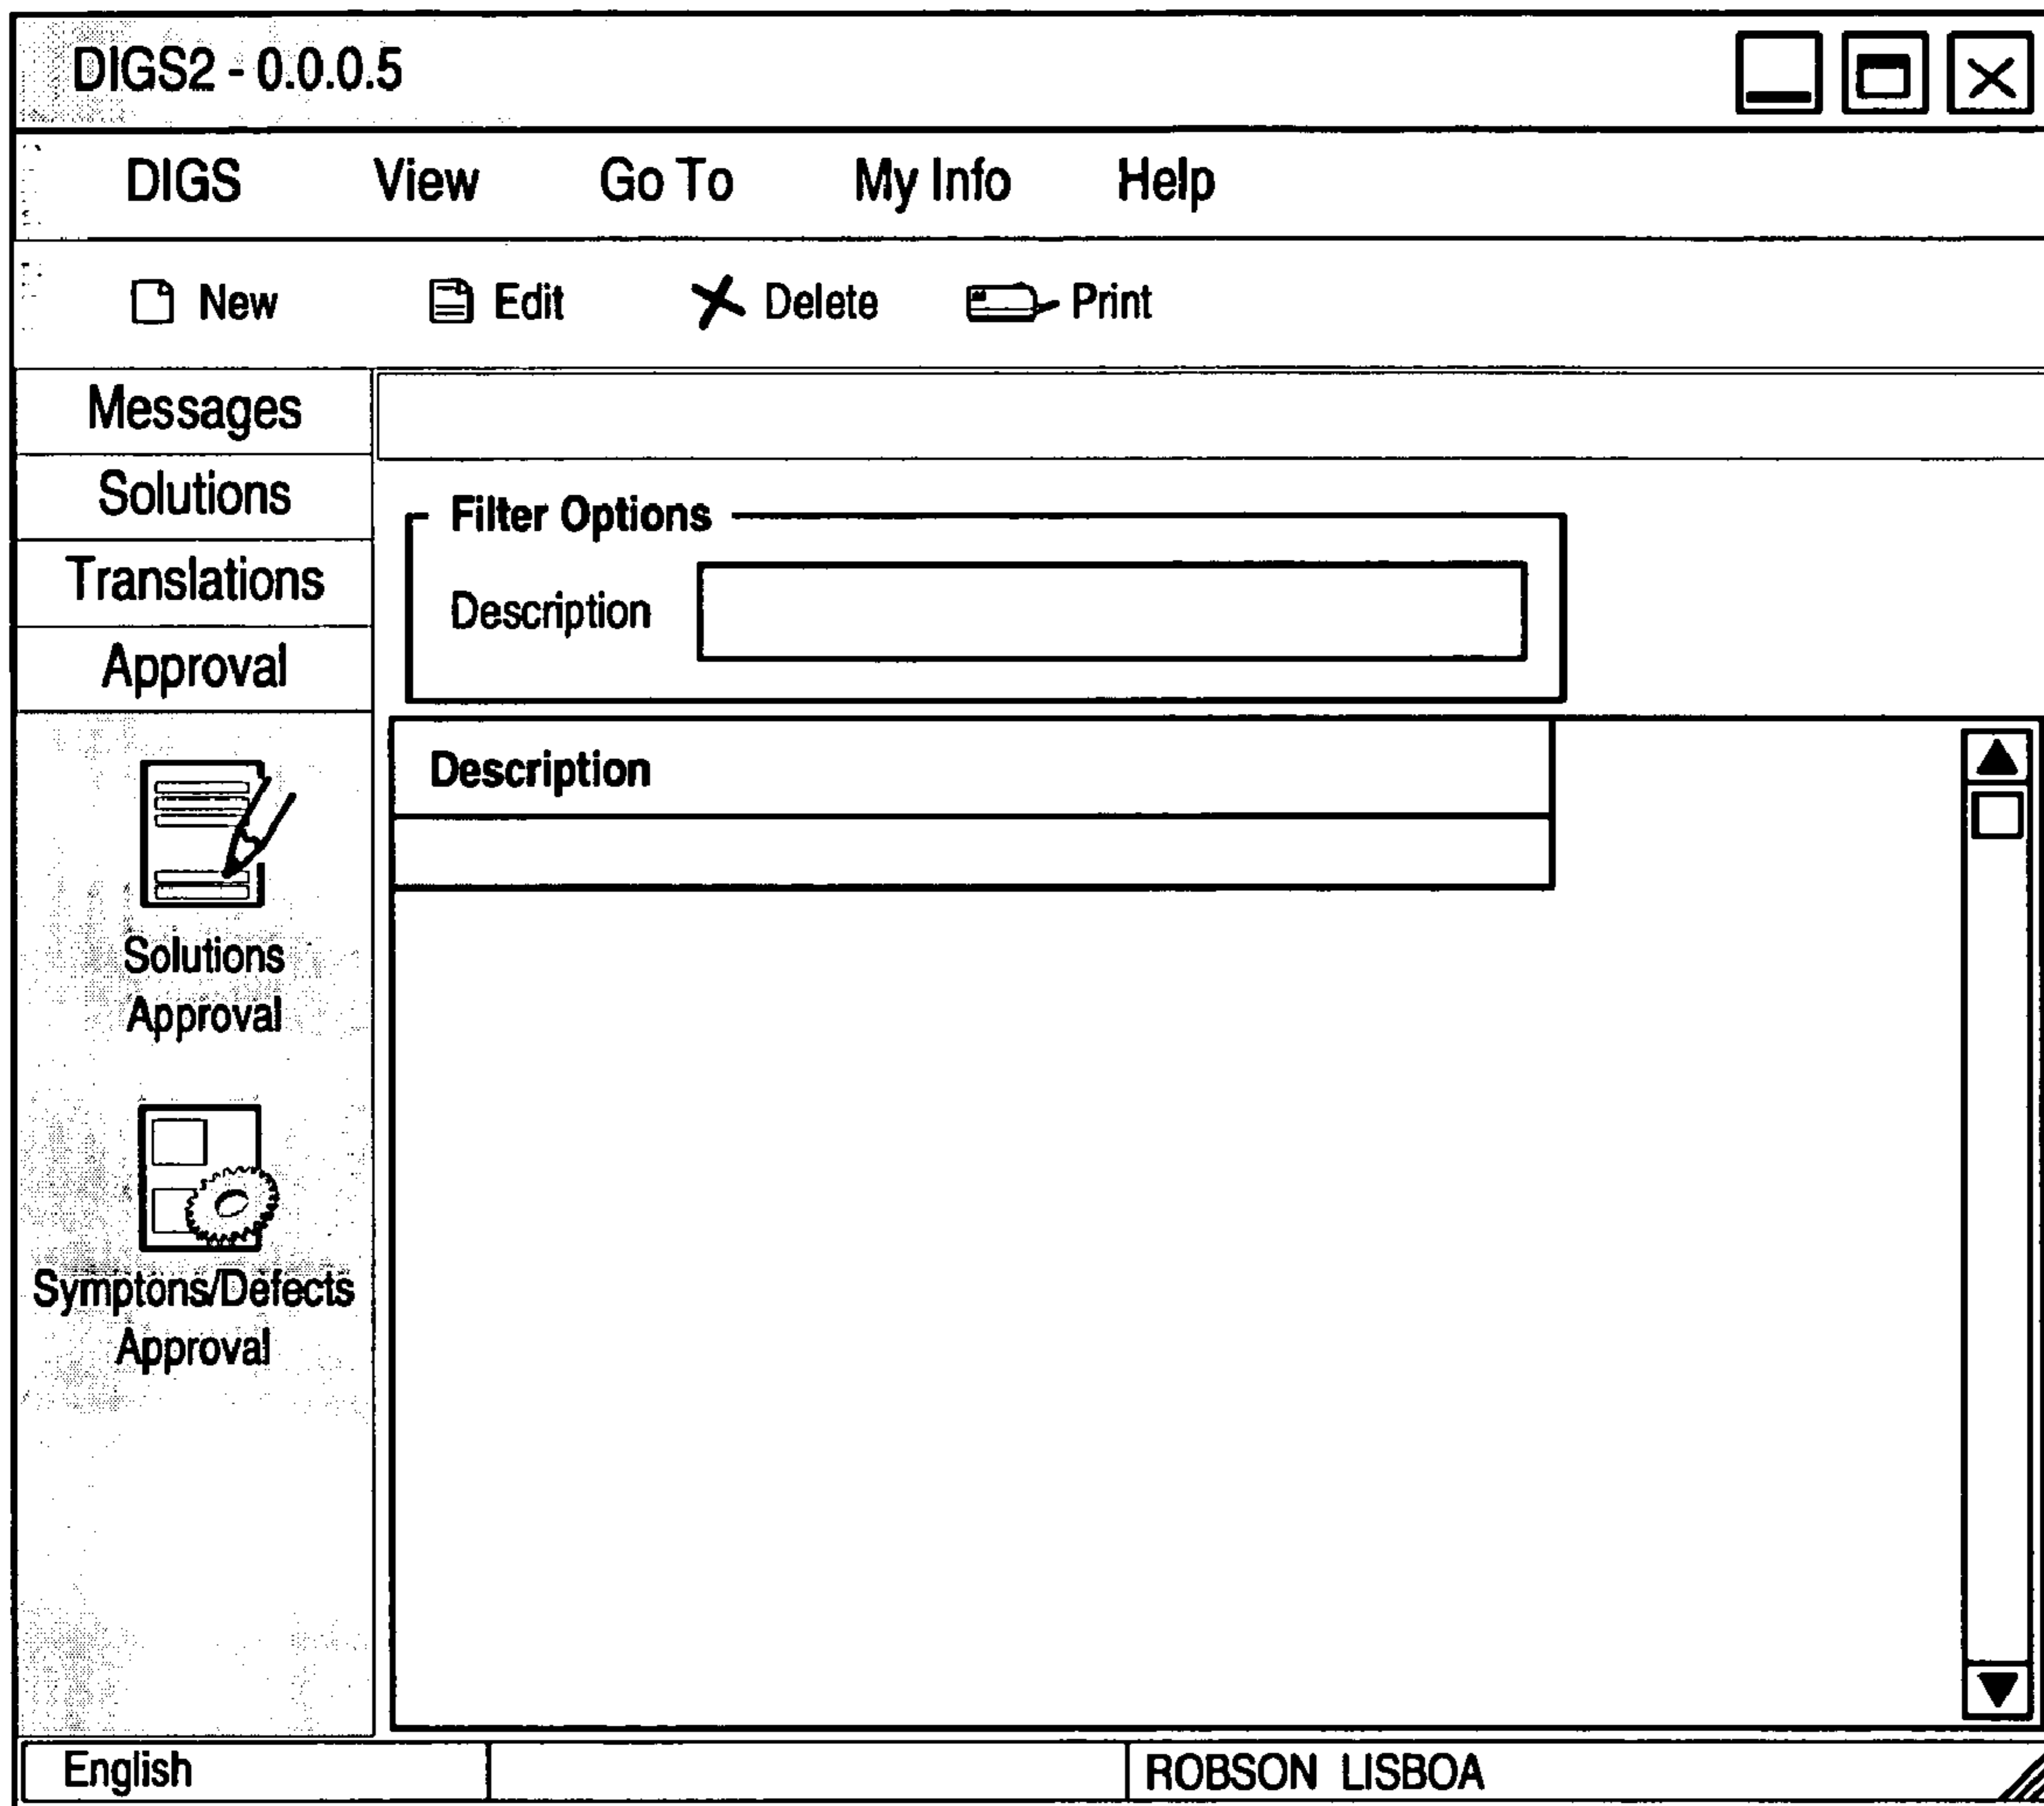 DIGS2 - 0.0.0.5
DIGS View Go To My Info Help
New Edit Delete Print
Messages
Solutions
Translations
Approval
Solutions
Approval
Symptons/Defects
Approval
Filter Options
Description
Description
English ROBSON LISBOA